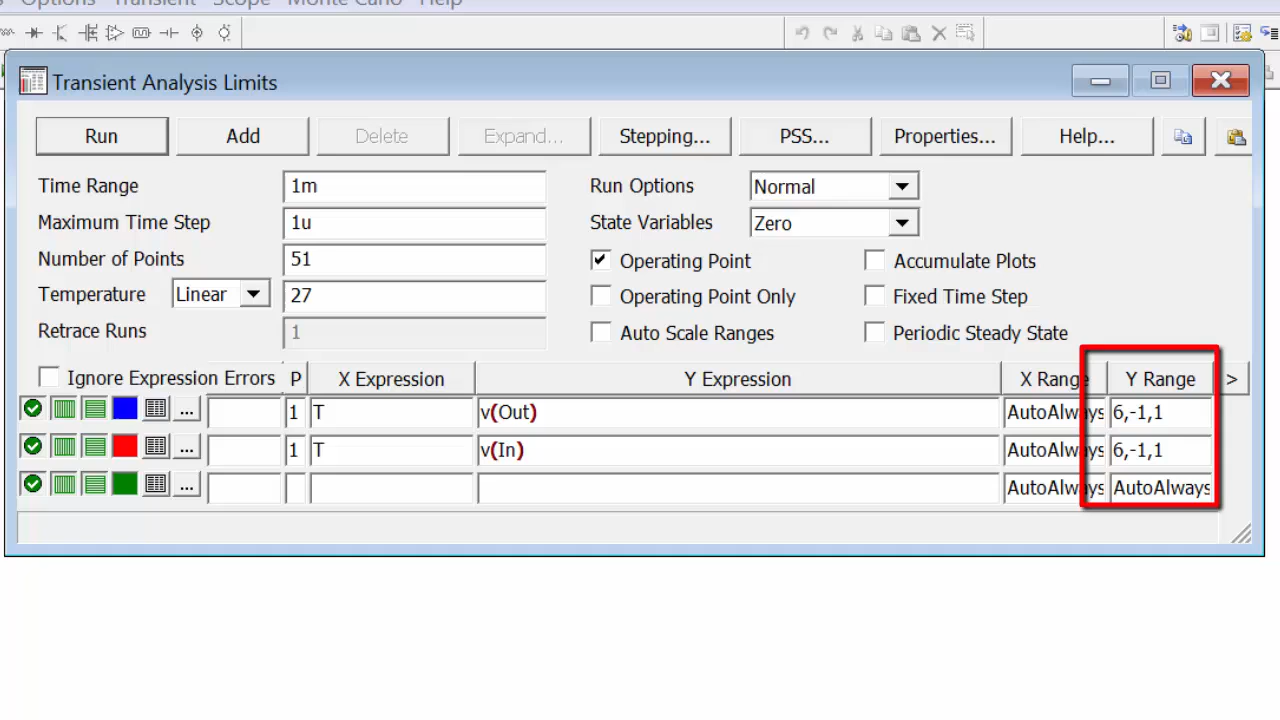 Options Transient Scope Monte Carlo Help
Transient Analysis Limits
Run Add Delete Expand... Stepping... PSS... Properties... Help...
Time Range 1m Run Options Normal
Maximum Time Step 1u State Variables Zero
Number of Points 51 Operating Point Accumulate Plots
Temperature Linear 27 Operating Point Only Fixed Time Step
Retrace Runs 1 Auto Scale Ranges Periodic Steady State
Ignore Expression Errors P X Expression Y Expression X Range Y Range >
... 1 T v(Out) AutoAlways 6,-1,1
... 1 T v(In) AutoAlways 6,-1,1
... AutoAlways AutoAlways